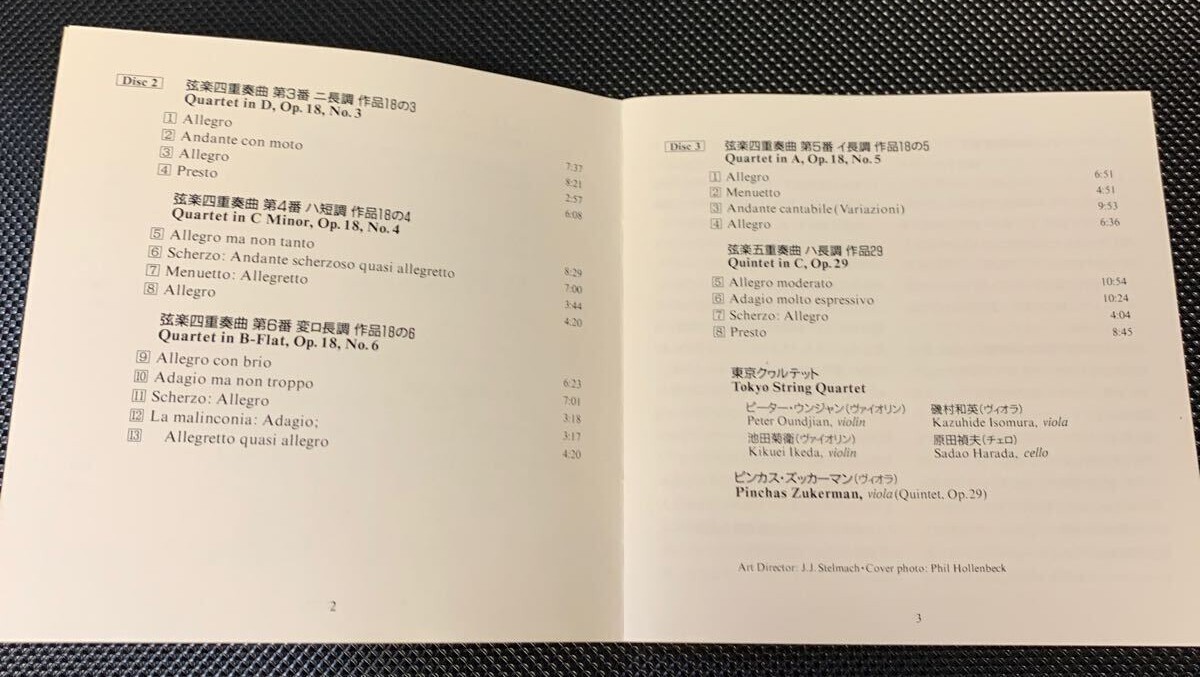 Disc 2 弦楽四重奏曲 第3番 ニ長調 作品18の3
Quartet in D, Op. 18, No. 3
1 Allegro 7:37
2 Andante con moto 8:21
3 Allegro 2:57
4 Presto 6:08
弦楽四重奏曲 第4番 ハ短調 作品18の4
Quartet in C Minor, Op. 18, No. 4
5 Allegro ma non tanto 8:29
6 Scherzo: Andante scherzoso quasi allegretto 7:00
7 Menuetto: Allegretto 3:44
8 Allegro 4:20
弦楽四重奏曲 第6番 変ロ長調 作品18の6
Quartet in B-Flat, Op. 18, No. 6
9 Allegro con brio 6:23
10 Adagio ma non troppo 7:01
11 Scherzo: Allegro 3:18
12 La malinconia: Adagio; 3:17
13 Allegretto quasi allegro 4:20
2
Disc 3 弦楽四重奏曲 第5番 イ長調 作品18の5
Quartet in A, Op. 18, No. 5
1 Allegro 6:51
2 Menuetto 4:51
3 Andante cantabile (Variazioni) 9:53
4 Allegro 6:36
弦楽五重奏曲 ハ長調 作品29
Quintet in C, Op. 29
5 Allegro moderato 10:54
6 Adagio molto espressivo 10:24
7 Scherzo: Allegro 4:04
8 Presto 8:45
東京クヮルテット
Tokyo String Quartet
ピーター・ウンジャン(ヴァイオリン) 磯村和英(ヴィオラ)
Peter Oundjian, violin Kazuhide Isomura, viola
池田菊衛(ヴァイオリン) 原田禎夫(チェロ)
Kikuei Ikeda, violin Sadao Harada, cello
ピンカス・ズッカーマン(ヴィオラ)
Pinchas Zukerman, viola (Quintet, Op. 29)
Art Director: J.J. Stelmach・Cover photo: Phil Hollenbeck
3